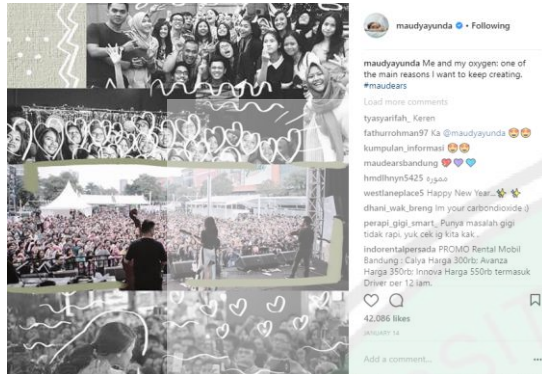 maudyayunda • Following
maudyayunda Me and my oxygen: one of
the main reasons I want to keep creating.
#maudears
Load more comments
tyasyarifah_ Keren
fathurrohman97 Ka @maudyayunda
kumpulan_informasi
maudearsbandung
hmdlhnyn5425
westlaneplace5 Happy New Year...
dhani_wak_breng Im your carbondioxide :)
perapi_gigi_smart_ Punya masalah gigi
tidak rapi, yuk cek ig kita kak .
indorentalpersada PROMO Rental Mobil
Bandung : Calya Harga 300rb: Avanza
Harga 350rb: Innova Harga 550rb termasuk
Driver per 12 jam.
42.086 likes
JANUARY 14
Add a comment...
SIT